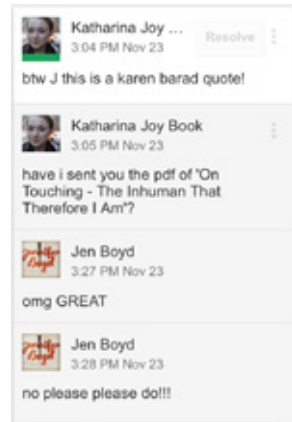 Katharina Joy ...
Resolve
3:04 PM Nov 23
btw J this is a karen barad quote!
Katharina Joy Book
3:05 PM Nov 23
have i sent you the pdf of 'On
Touching - The Inhuman That
Therefore I Am'?
Jen Boyd
3:27 PM Nov 23
omg GREAT
Jen Boyd
3:28 PM Nov 23
no please please do!!!